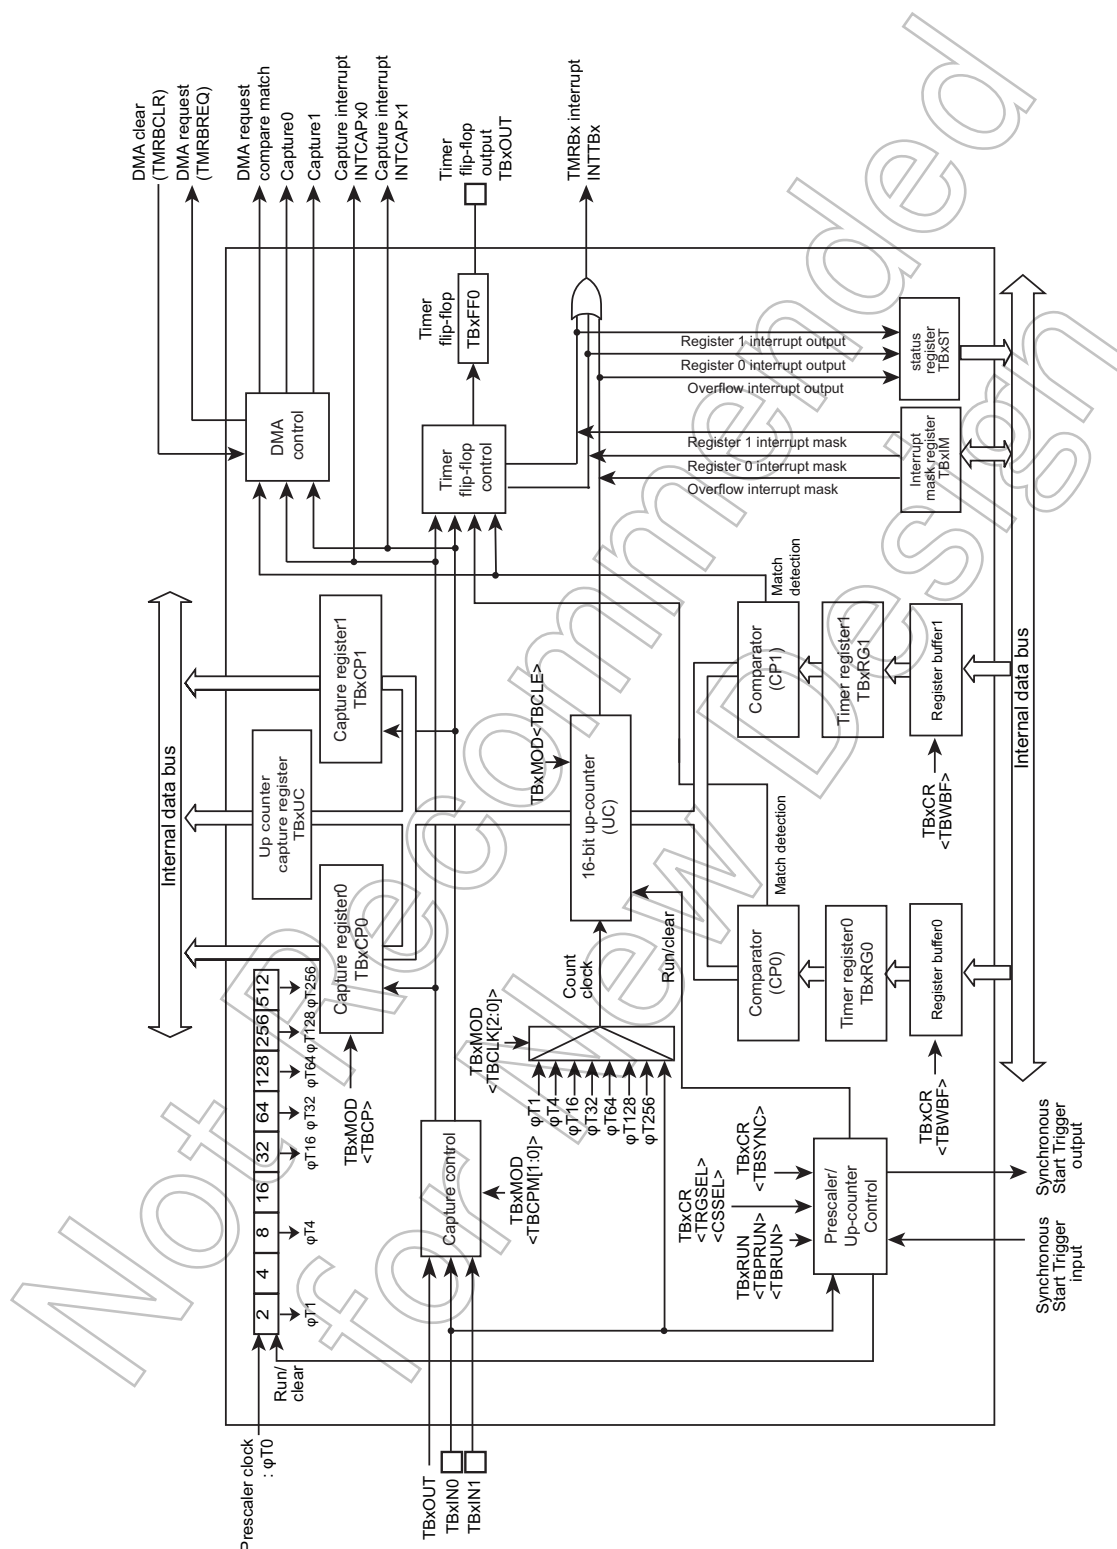 Not Recommended
for New Design
Prescaler clock
: φT0
Run/
clear
2
4
8
16
32
64
128
256
512
φT1
φT4
φT16
φT32
φT64
φT128
φT256
Internal data bus
DMA clear
(TMRBCLR)
DMA request
(TMRBREQ)
DMA request
compare match
Capture0
Capture1
Capture interrupt
INTCAPx0
Capture interrupt
INTCAPx1
DMA
control
Up counter
capture register
TBxUC
Capture register0
TBxCP0
Capture register1
TBxCP1
TBxMOD
<TBCP>
TBxOUT
TBxIN0
TBxIN1
Capture control
TBxMOD
<TBCPM[1:0]>
Timer
flip-flop
control
Timer
flip-flop
TBxFF0
Timer
flip-flop
output
TBxOUT
TBxMOD
<TBCLK[2:0]>
φT1
φT4
φT16
φT32
φT64
φT128
φT256
Count
clock
TBxMOD<TBCLE>
16-bit up-counter
(UC)
Run/clear
TMRBx interrupt
INTTBx
Register 1 interrupt output
Register 0 interrupt output
Overflow interrupt output
Register 1 interrupt mask
Register 0 interrupt mask
Overflow interrupt mask
status
register
TBxST
Interrupt
mask register
TBxIM
Match detection
Match
detection
Comparator
(CP0)
Comparator
(CP1)
Timer register0
TBxRG0
Timer register1
TBxRG1
Register buffer0
Register buffer1
TBxCR
<TBWBF>
TBxCR
<TBWBF>
TBxRUN
<TBPRUN>
<TBRUN>
TBxCR
<TRGSEL>
<CSSEL>
TBxCR
<TBSYNC>
Prescaler/
Up-counter
Control
Internal data bus
Synchronous
Start Trigger
input
Synchronous
Start Trigger
output